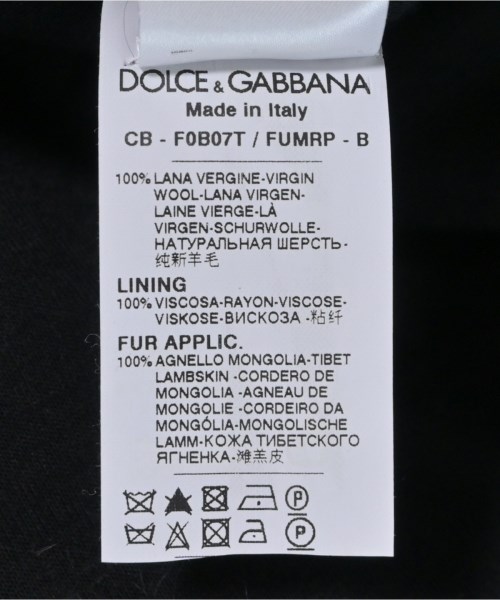 DOLCE & GABBANA
Made in Italy
CB - F0B07T / FUMRP - B
100% LANA VERGINE-VIRGIN
WOOL-LANA VIRGEN-
LAINE VIERGE-LÀ
VIRGEN-SCHURWOLLE-
НАТУРАЛЬНАЯ ШЕРСТЬ-
纯新羊毛
LINING
100% VISCOSA-RAYON-VISCOSE-
VISKOSE-ВИСКОЗА -粘纤
FUR APPLIC.
100% AGNELLO MONGOLIA-TIBET
LAMBSKIN -CORDERO DE
MONGOLIA -AGNEAU DE
MONGOLIE -CORDEIRO DA
MONGÓLIA-MONGOLISCHE
LAMM-КОЖА ТИБЕТСКОГО
ЯГНЕНКА-滩羔皮
P
P